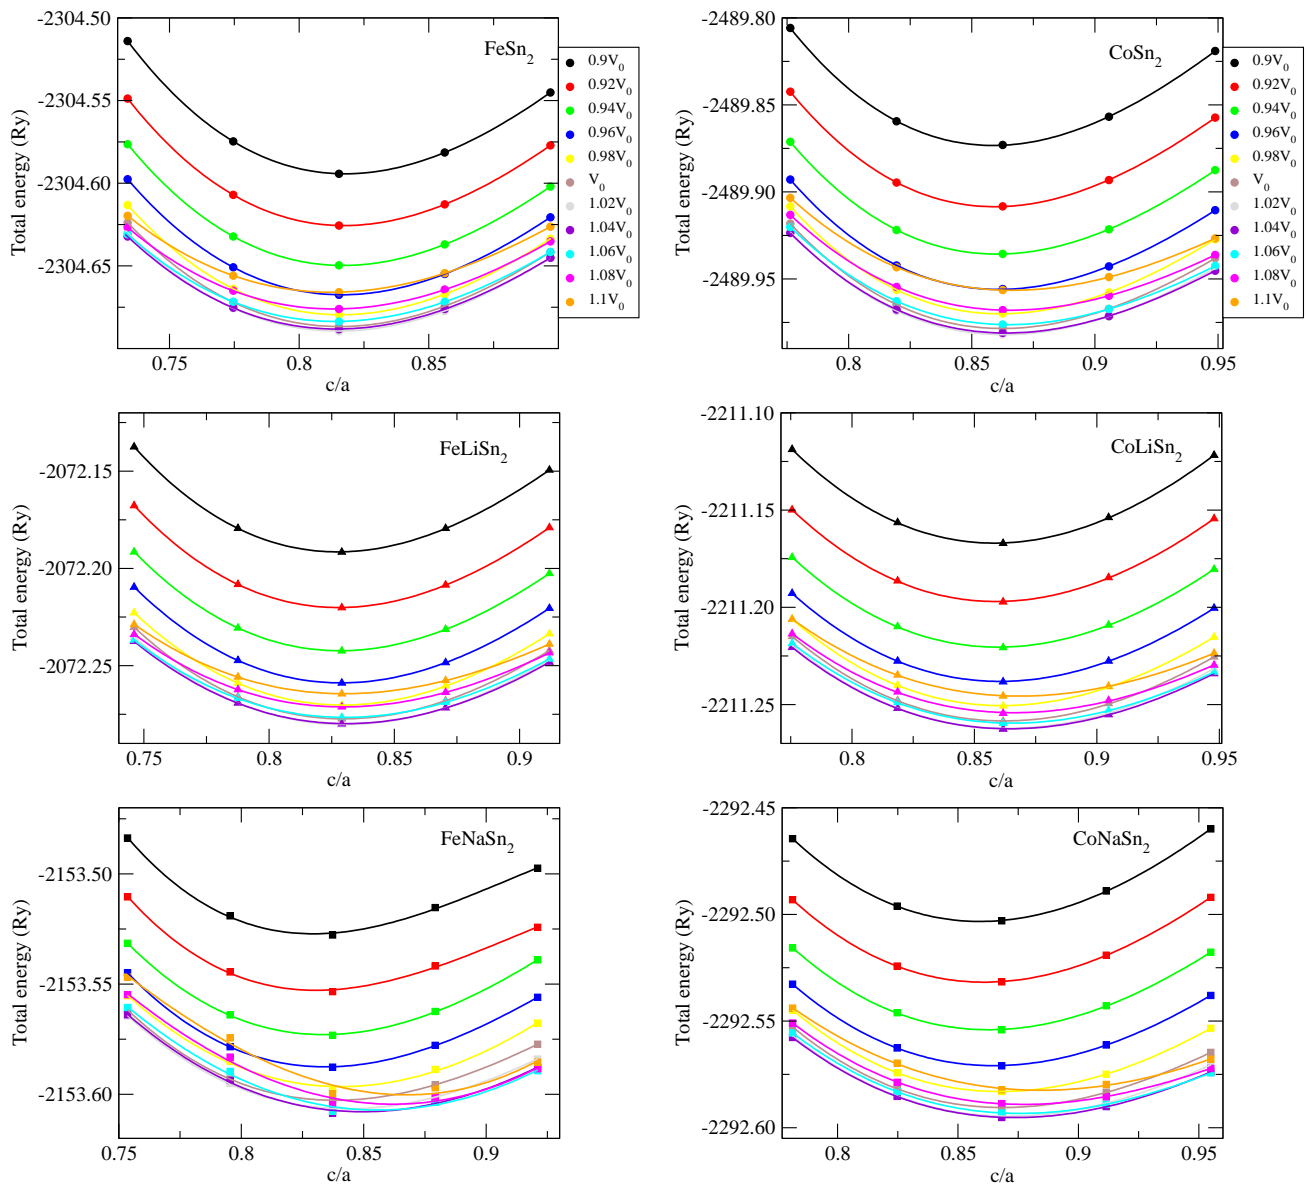 FeSn2
0.9V0
0.92V0
0.94V0
0.96V0
0.98V0
V0
1.02V0
1.04V0
1.06V0
1.08V0
1.1V0
-2304.50
-2304.55
-2304.60
-2304.65
Total energy (Ry)
0.75 0.8 0.85
c/a
CoSn2
0.9V0
0.92V0
0.94V0
0.96V0
0.98V0
V0
1.02V0
1.04V0
1.06V0
1.08V0
1.1V0
-2489.80
-2489.85
-2489.90
-2489.95
Total energy (Ry)
0.8 0.85 0.9 0.95
c/a
FeLiSn2
-2072.15
-2072.20
-2072.25
Total energy (Ry)
0.75 0.8 0.85 0.9
c/a
CoLiSn2
-2211.10
-2211.15
-2211.20
-2211.25
Total energy (Ry)
0.8 0.85 0.9 0.95
c/a
FeNaSn2
-2153.50
-2153.55
-2153.60
Total energy (Ry)
0.75 0.8 0.85 0.9
c/a
CoNaSn2
-2292.45
-2292.50
-2292.55
-2292.60
Total energy (Ry)
0.8 0.85 0.9 0.95
c/a